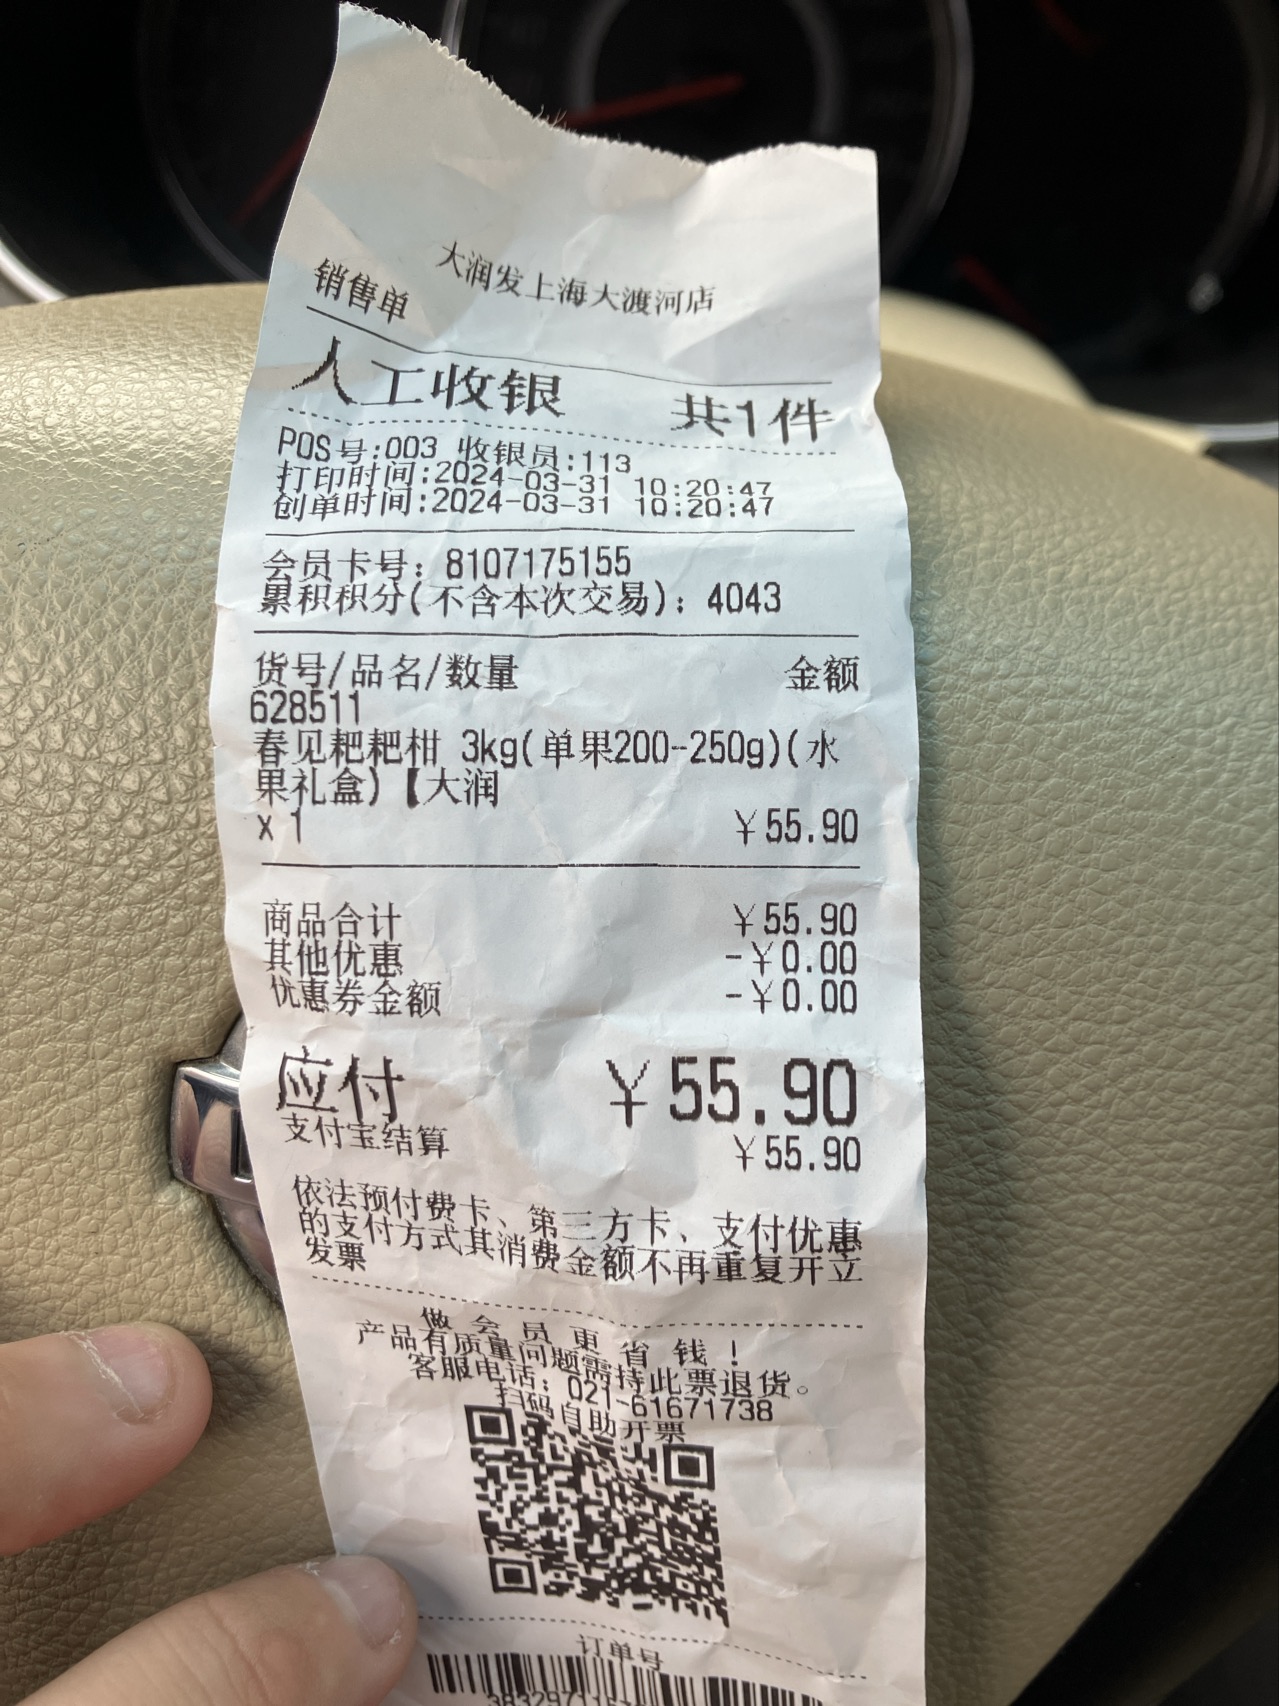 大润发上海大渡河店
销售单
人工收银 共1件
POS号:003 收银员:113
打印时间:2024-03-31 10:20:47
创单时间:2024-03-31 10:20:47
会员卡号: 8107175155
累积积分(不含本次交易): 4043
货号/品名/数量 金额
628511
春见粑粑柑 3kg(单果200-250g)(水
果礼盒)【大润
x 1 ¥55.90
商品合计 ¥55.90
其他优惠 -¥0.00
优惠券金额 -¥0.00
应付 ¥55.90
支付宝结算 ¥55.90
依法预付费卡、第三方卡、支付优惠
的支付方式其消费金额不再重复开立
发票
做会员更省钱!
产品有质量问题需持此票退货。
客服电话: 021-61671738
扫码自助开票
订单号